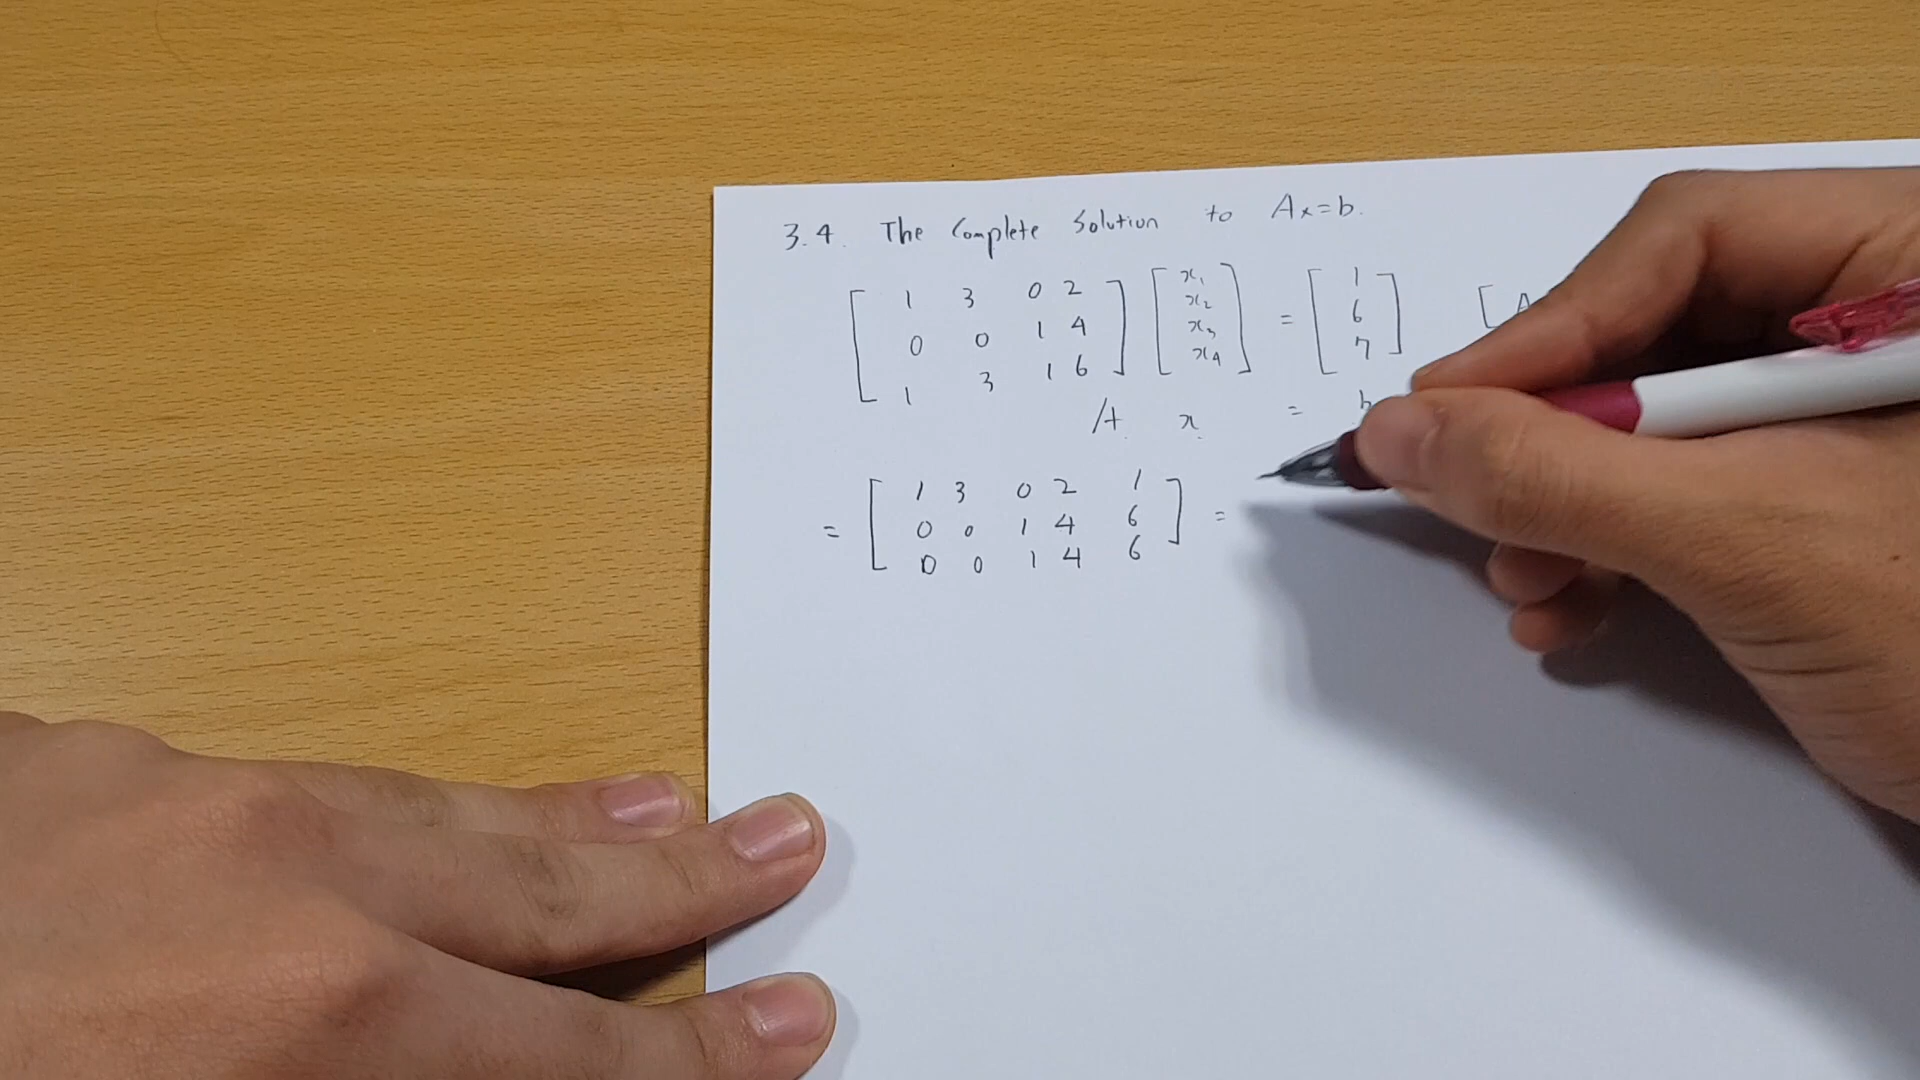 3.4. The Complete Solution to Ax=b.
1 3 0 2 x₁ 1 [ A
0 0 1 4 x₂ = 6
1 3 1 6 x₃ 7
x₄
A x = b
1 3 0 2 1
= 0 0 1 4 6 =
0 0 1 4 6